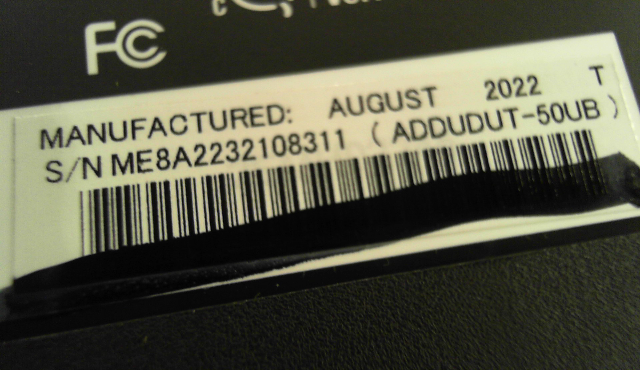 FC
MANUFACTURED: AUGUST 2022 T
S/N ME8A2232108311 (ADDUDUT-50UB)